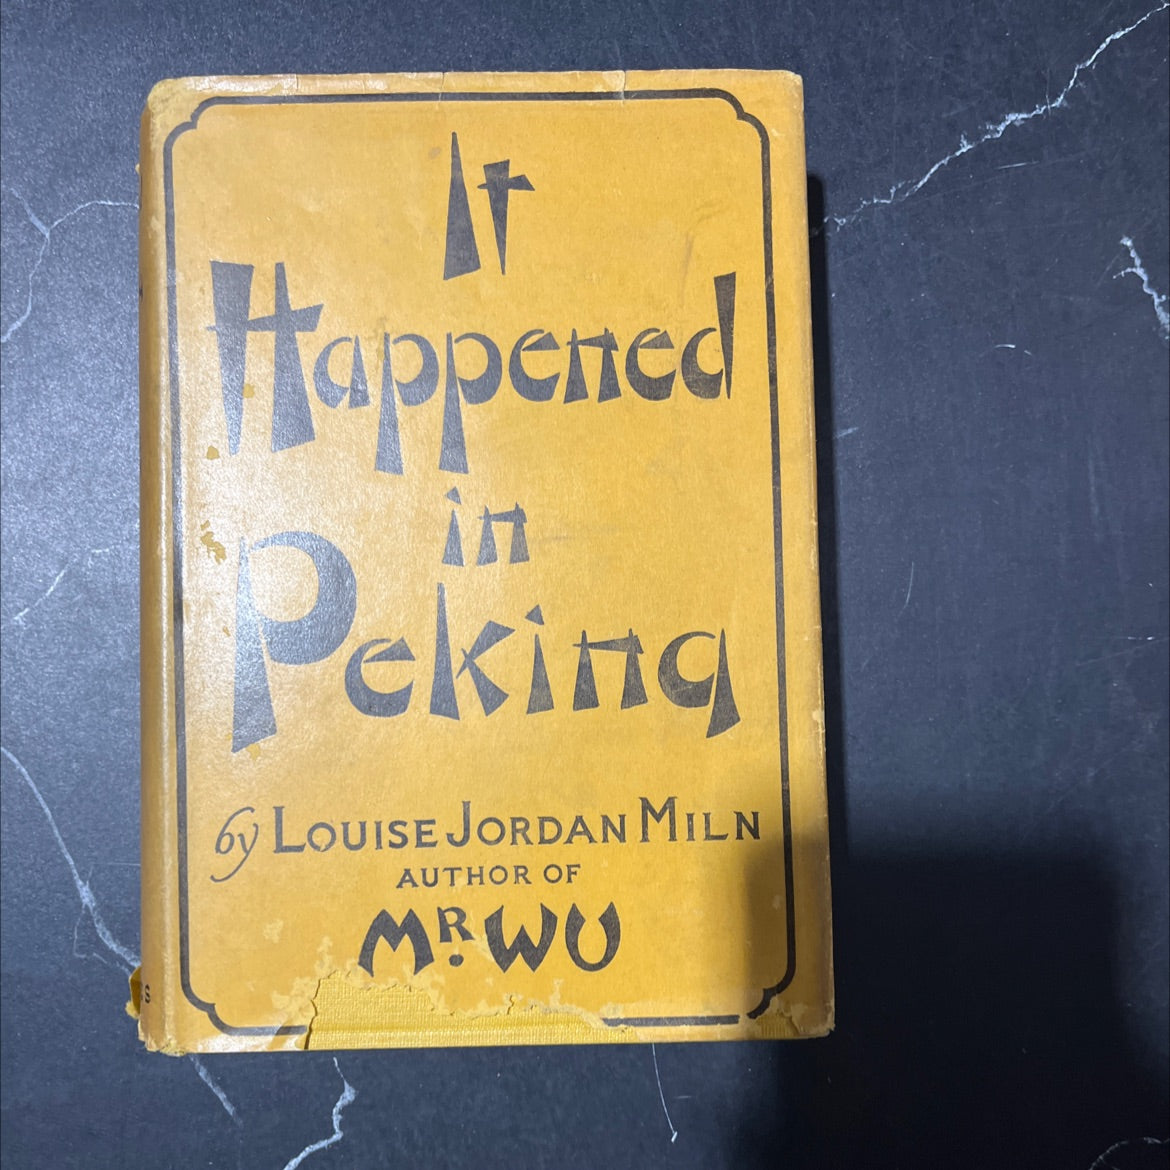 It
Happened
in
Peking
by LOUISE JORDAN MILN
AUTHOR OF
MR. WU